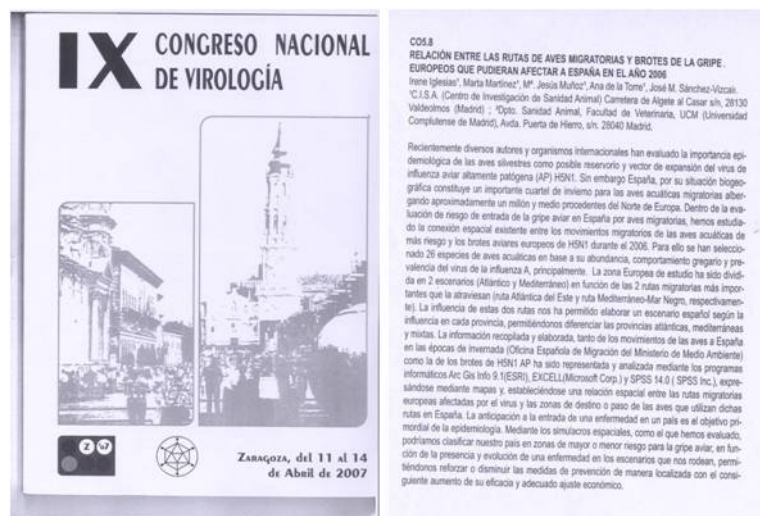 IX CONGRESO NACIONAL
DE VIROLOGÍA
Z '07
ZARAGOZA, del 11 al 14
de Abril de 2007
CO5.8
RELACIÓN ENTRE LAS RUTAS DE AVES MIGRATORIAS Y BROTES DE LA GRIPE
EUROPEOS QUE PUDIERAN AFECTAR A ESPAÑA EN EL AÑO 2006
Irene Iglesias¹, Marta Martínez¹, Mª. Jesús Muñoz¹, Ana de la Torre¹, José M. Sánchez-Vizcaíno
¹C.I.S.A. (Centro de Investigación de Sanidad Animal) Carretera de Algete al Casar s/n, 28130
Valdeolmos (Madrid) ; ²Dpto. Sanidad Animal, Facultad de Veterinaria, UCM (Universidad
Complutense de Madrid), Avda. Puerta de Hierro, s/n. 28040 Madrid.
Recientemente diversos autores y organismos internacionales han evaluado la importancia epi-
demiológica de las aves silvestres como posible reservorio y vector de expansión del virus de
influenza aviar altamente patógena (AP) H5N1. Sin embargo España, por su situación biogeo-
gráfica constituye un importante cuartel de invierno para las aves acuáticas migratorias alber-
gando aproximadamente un millón y medio procedentes del Norte de Europa. Dentro de la eva-
luación de riesgo de entrada de la gripe aviar en España por aves migratorias, hemos estudia-
do la conexión espacial existente entre los movimientos migratorios de las aves acuáticas de
más riesgo y los brotes aviares europeos de H5N1 durante el 2006. Para ello se han seleccio-
nado 26 especies de aves acuáticas en base a su abundancia, comportamiento gregario y pre-
valencia del virus de la influenza A, principalmente. La zona Europea de estudio ha sido dividi-
da en 2 escenarios (Atlántico y Mediterráneo) en función de las 2 rutas migratorias más impor-
tantes que la atraviesan (ruta Atlántica del Este y ruta Mediterráneo-Mar Negro, respectivamen-
te). La influencia de estas dos rutas nos ha permitido elaborar un escenario español según la
influencia en cada provincia, permitiéndonos diferenciar las provincias atlánticas, mediterráneas
y mixtas. La información recopilada y elaborada, tanto de los movimientos de las aves a España
en las épocas de invernada (Oficina Española de Migración del Ministerio de Medio Ambiente)
como la de los brotes de H5N1 AP ha sido representada y analizada mediante los programas
informáticos Arc Gis Info 9.1(ESRI), EXCELL(Microsoft Corp.) y SPSS 14.0 ( SPSS Inc.), expre-
sándose mediante mapas y, estableciéndose una relación espacial entre las rutas migratorias
europeas afectadas por el virus y las zonas de destino o paso de las aves que utilizan dichas
rutas en España. La anticipación a la entrada de una enfermedad en un país es el objetivo pri-
mordial de la epidemiología. Mediante los simulacros espaciales, como el que hemos evaluado,
podríamos clasificar nuestro país en zonas de mayor o menor riesgo para la gripe aviar, en fun-
ción de la presencia y evolución de una enfermedad en los escenarios que nos rodean, permi-
tiéndonos reforzar o disminuir las medidas de prevención de manera localizada con el consi-
guiente aumento de su eficacia y adecuado ajuste económico.